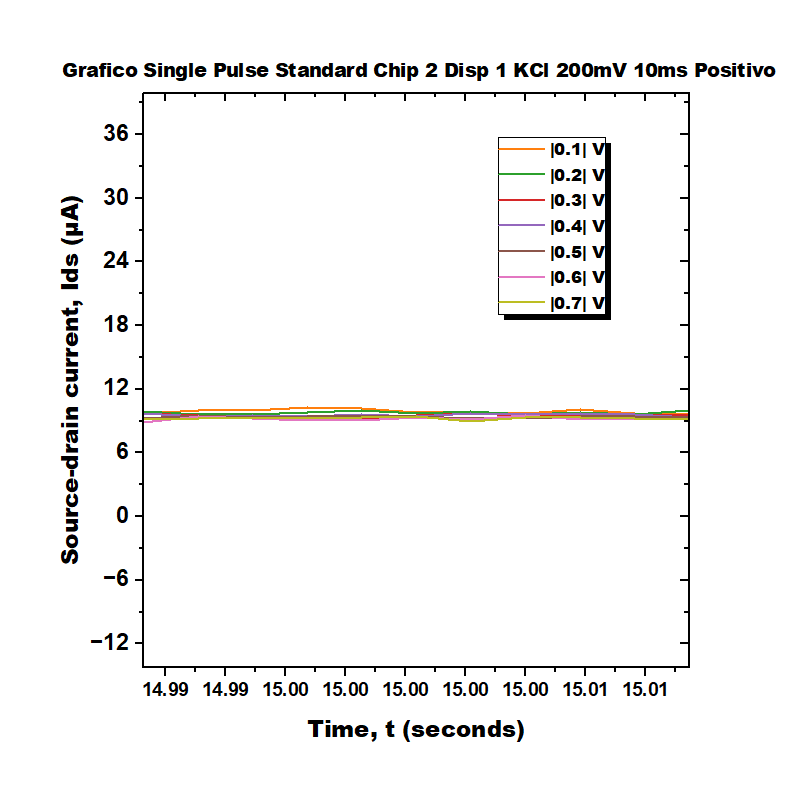 Grafico Single Pulse Standard Chip 2 Disp 1 KCl 200mV 10ms Positivo
|0.1| V
|0.2| V
|0.3| V
|0.4| V
|0.5| V
|0.6| V
|0.7| V
Source-drain current, Ids (µA)
36
30
24
18
12
6
0
−6
−12
14.99 14.99 15.00 15.00 15.00 15.00 15.00 15.01 15.01
Time, t (seconds)